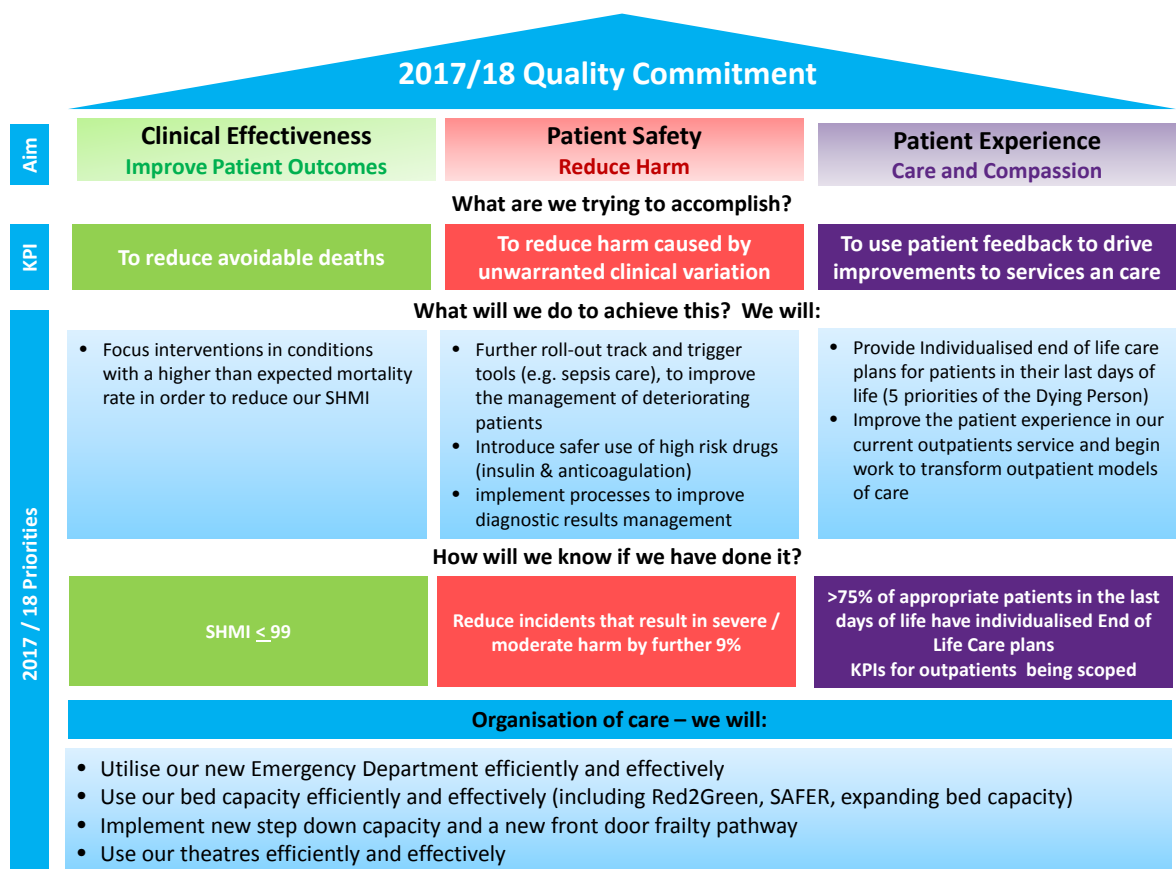 2017/18 Quality Commitment
Aim
Clinical Effectiveness
Improve Patient Outcomes
Patient Safety
Reduce Harm
Patient Experience
Care and Compassion
What are we trying to accomplish?
KPI
To reduce avoidable deaths
To reduce harm caused by
unwarranted clinical variation
To use patient feedback to drive
improvements to services an care
What will we do to achieve this?  We will:
2017 / 18 Priorities
• Focus interventions in conditions
with a higher than expected mortality
rate in order to reduce our SHMI
• Further roll-out track and trigger
tools (e.g. sepsis care), to improve
the management of deteriorating
patients
• Introduce safer use of high risk drugs
(insulin & anticoagulation)
• implement processes to improve
diagnostic results management
• Provide Individualised end of life care
plans for patients in their last days of
life (5 priorities of the Dying Person)
• Improve the patient experience in our
current outpatients service and begin
work to transform outpatient models
of care
How will we know if we have done it?
SHMI < 99
Reduce incidents that result in severe /
moderate harm by further 9%
>75% of appropriate patients in the last
days of life have individualised End of
Life Care plans
KPIs for outpatients  being scoped
Organisation of care – we will:
• Utilise our new Emergency Department efficiently and effectively
• Use our bed capacity efficiently and effectively (including Red2Green, SAFER, expanding bed capacity)
• Implement new step down capacity and a new front door frailty pathway
• Use our theatres efficiently and effectively